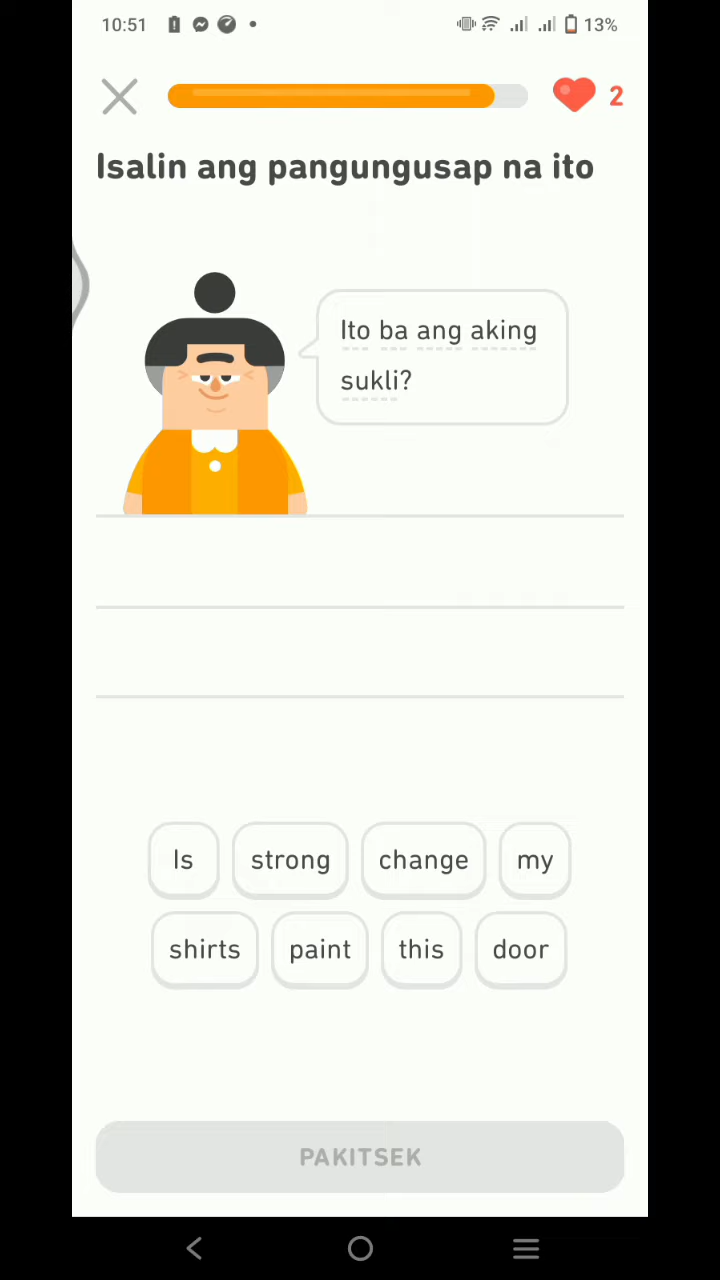 10:51
13%
2
Isalin ang pangungusap na ito
Ito ba ang aking
sukli?
Is strong change my
shirts paint this door
PAKITSEK